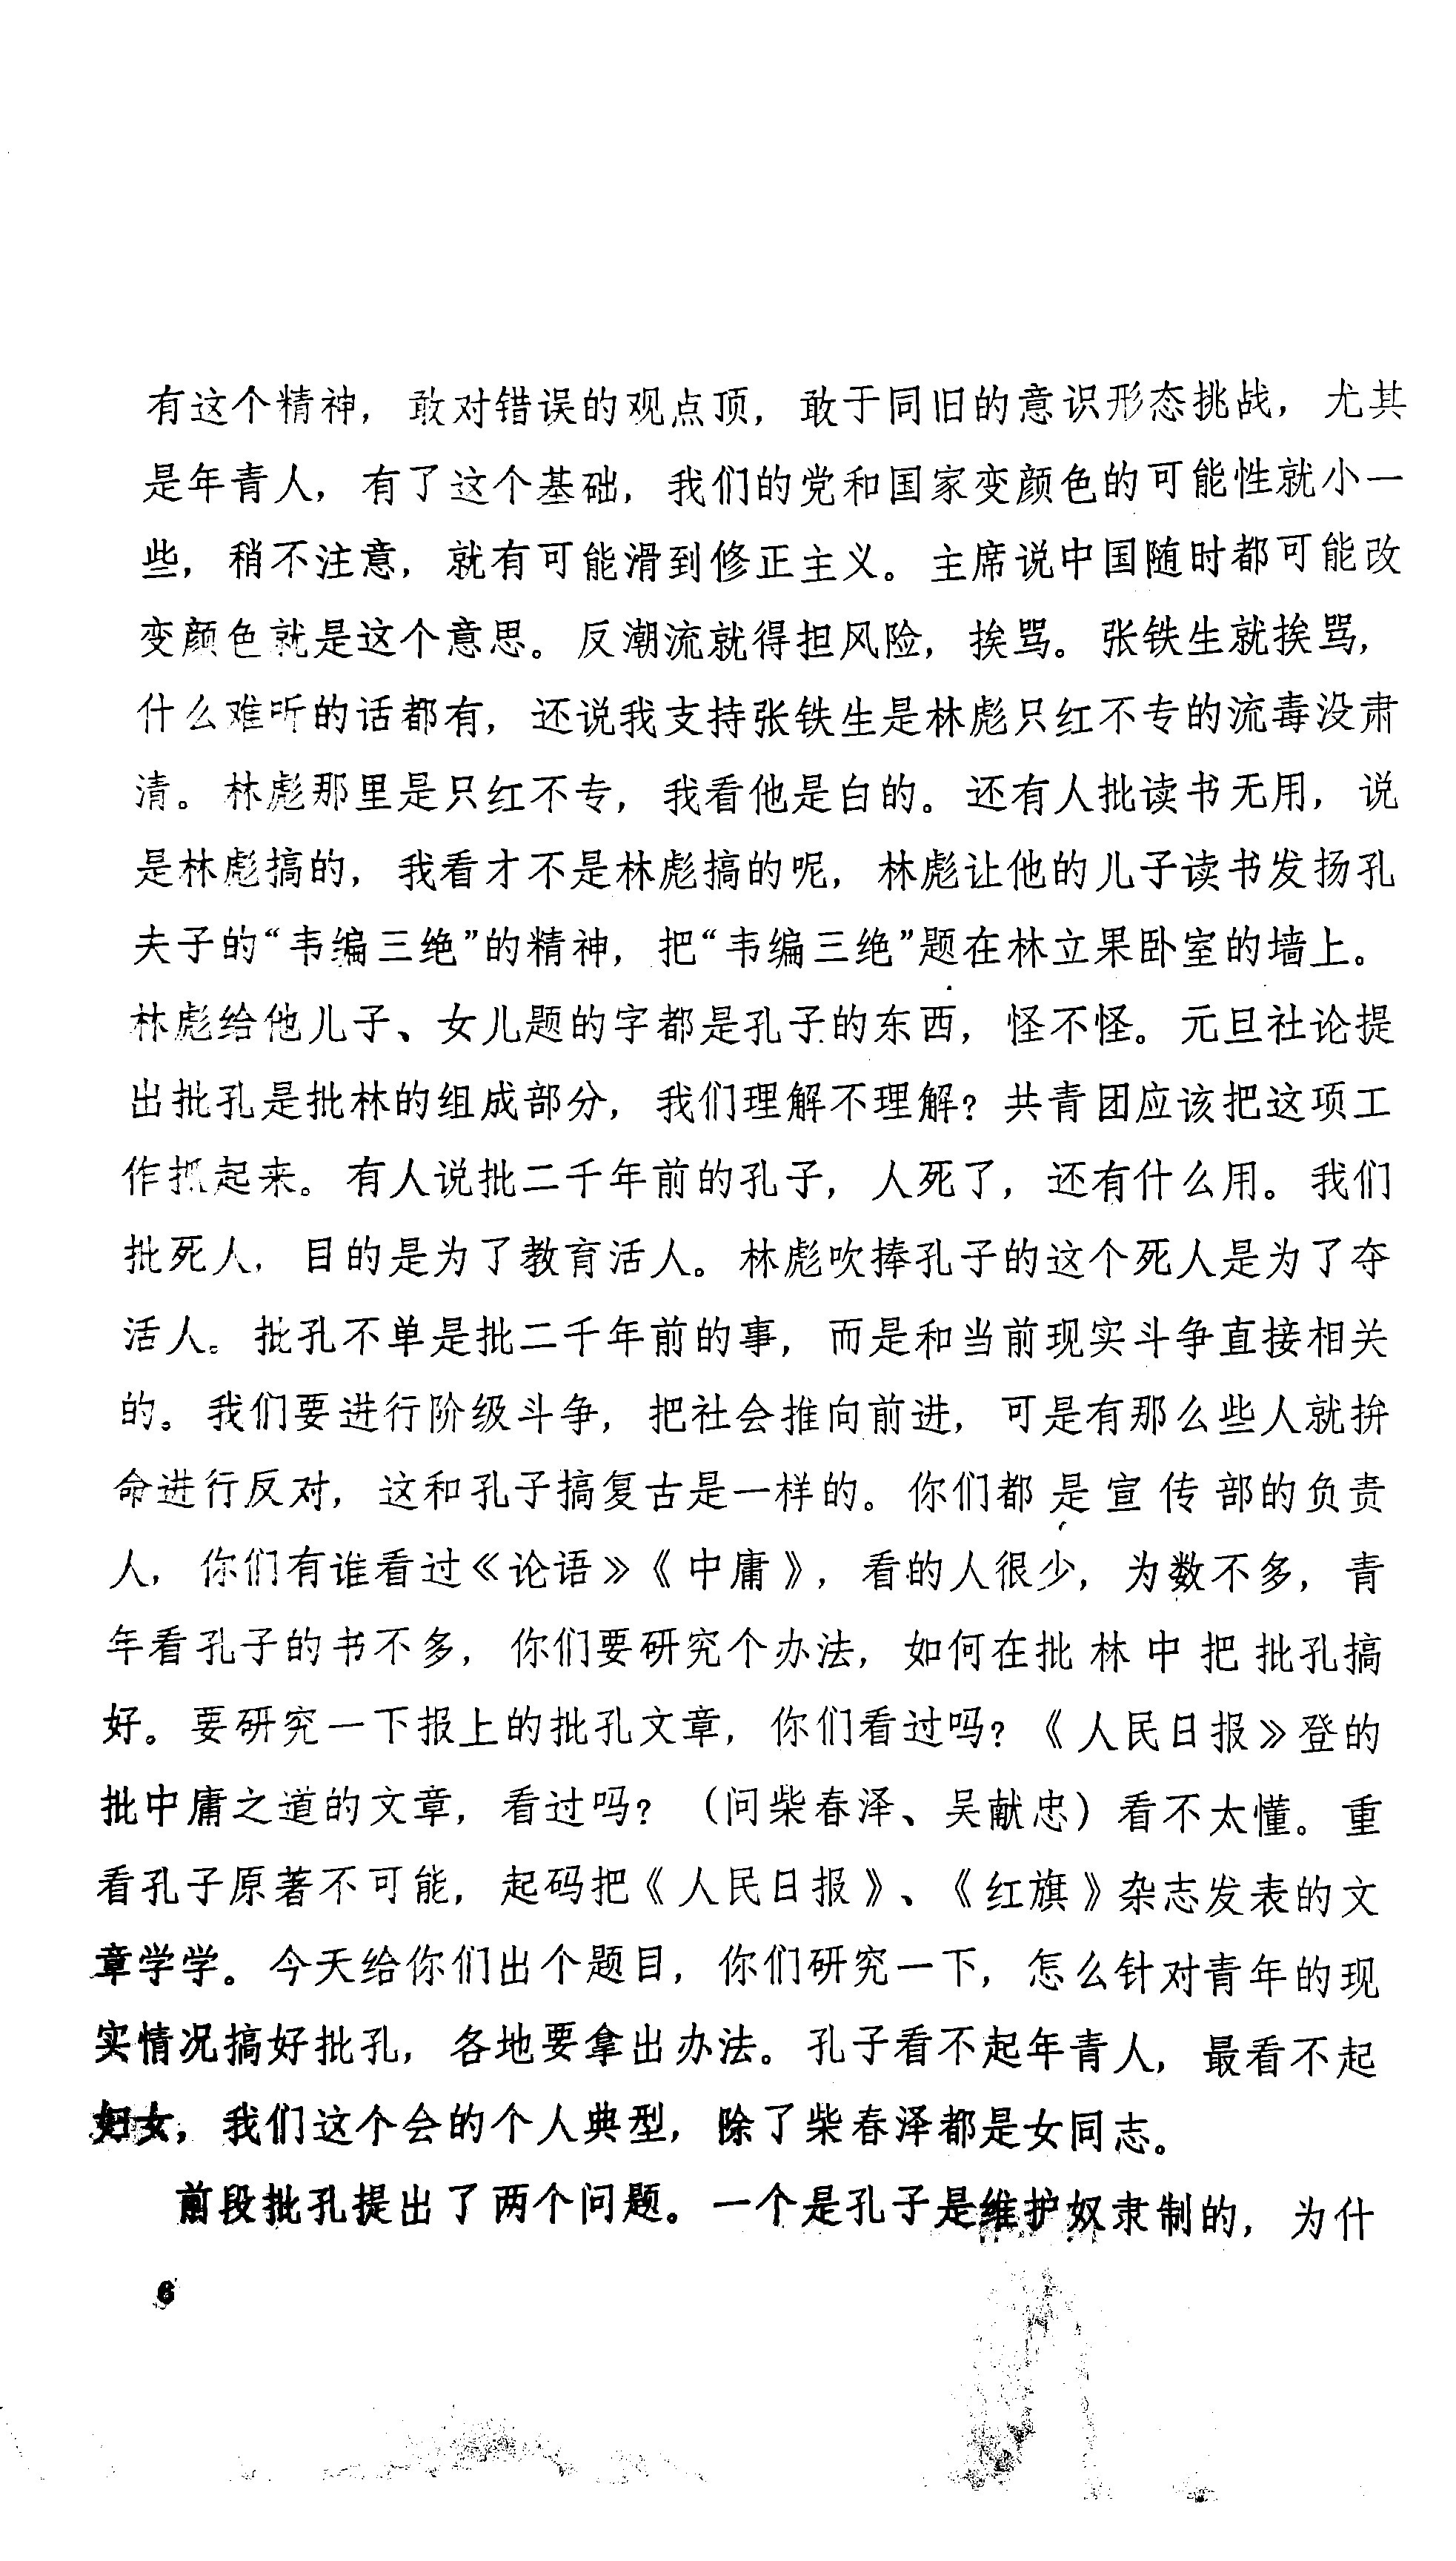 有这个精神，敢对错误的观点顶，敢于同旧的意识形态挑战，尤其
是年青人，有了这个基础，我们的党和国家变颜色的可能性就小一
些，稍不注意，就有可能滑到修正主义。主席说中国随时都可能改
变颜色就是这个意思。反潮流就得担风险，挨骂。张铁生就挨骂，
什么难听的话都有，还说我支持张铁生是林彪只红不专的流毒没肃
清。林彪那里是只红不专，我看他是白的。还有人批读书无用，说
是林彪搞的，我看才不是林彪搞的呢，林彪让他的儿子读书发扬孔
夫子的“韦编三绝”的精神，把“韦编三绝”题在林立果卧室的墙上。
林彪给他儿子、女儿题的字都是孔子的东西，怪不怪。元旦社论提
出批孔是批林的组成部分，我们理解不理解？共青团应该把这项工
作抓起来。有人说批二千年前的孔子，人死了，还有什么用。我们
批死人，目的是为了教育活人。林彪吹捧孔子的这个死人是为了夺
活人。批孔不单是批二千年前的事，而是和当前现实斗争直接相关
的。我们要进行阶级斗争，把社会推向前进，可是有那么些人就拚
命进行反对，这和孔子搞复古是一样的。你们都是宣传部的负责
人，你们有谁看过《论语》《中庸》，看的人很少，为数不多，青
年看孔子的书不多，你们要研究个办法，如何在批林中把批孔搞
好。要研究一下报上的批孔文章，你们看过吗？《人民日报》登的
批中庸之道的文章，看过吗？（问柴春泽、吴献忠）看不太懂。重
看孔子原著不可能，起码把《人民日报》、《红旗》杂志发表的文
章学学。今天给你们出个题目，你们研究一下，怎么针对青年的现
实情况搞好批孔，各地要拿出办法。孔子看不起年青人，最看不起
妇女，我们这个会的个人典型，除了柴春泽都是女同志。
前段批孔提出了两个问题。一个是孔子是维护奴隶制的，为什
6